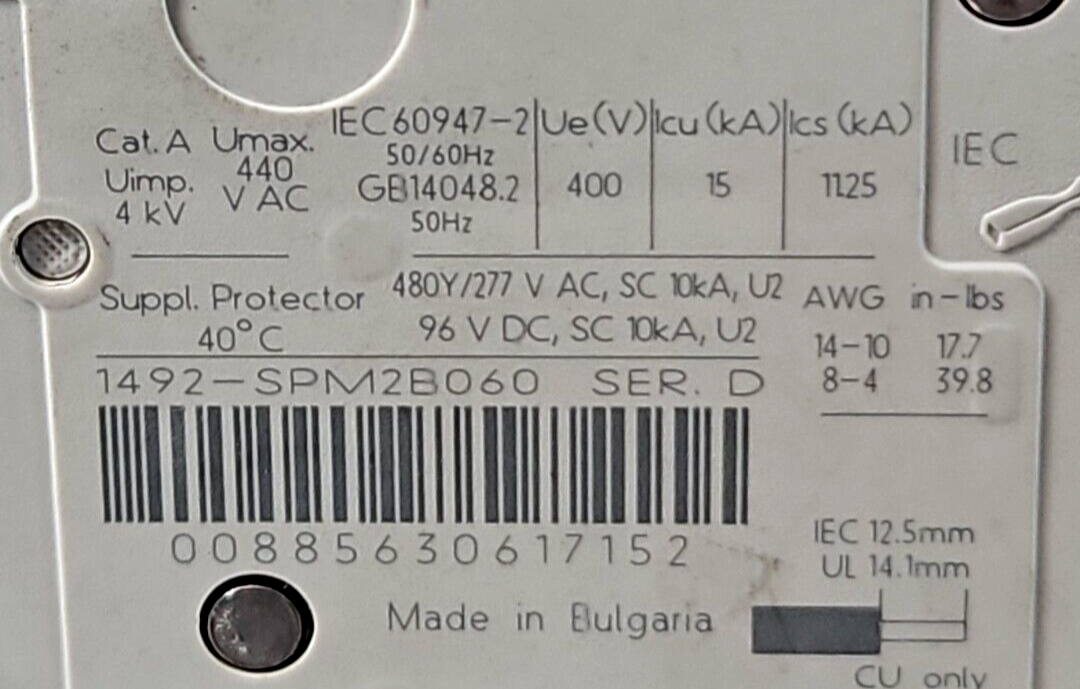 Cat. A Umax. 440 V AC
Uimp. 4 kV
IEC60947-2 50/60Hz
GB14048.2 50Hz
Ue(V) Icu(kA) Ics(kA)
400 15 11.25
IEC
Suppl. Protector 40°C
480Y/277 V AC, SC 10kA, U2
96 V DC, SC 10kA, U2
AWG in-lbs
14-10 17.7
8-4 39.8
1492-SPM2B060 SER. D
00885630617152
IEC 12.5mm
UL 14.1mm
Made in Bulgaria
CU only